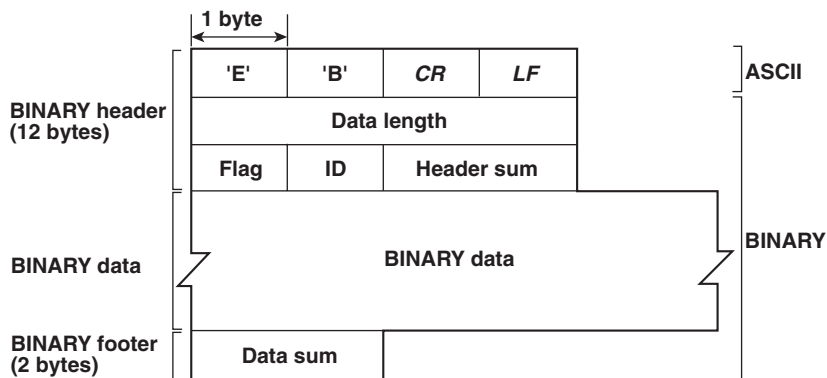 1 byte
'E' 'B' CR LF
ASCII
BINARY header
(12 bytes)
Data length
Flag ID Header sum
BINARY
BINARY data
BINARY data
BINARY footer
(2 bytes)
Data sum